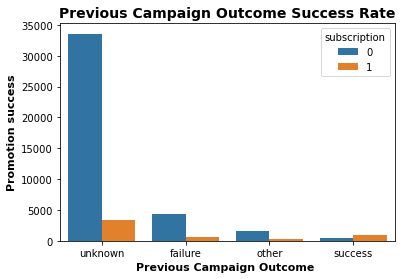 Previous Campaign Outcome Success Rate
subscription
0
1
Promotion success
35000
30000
25000
20000
15000
10000
5000
0
unknown failure other success
Previous Campaign Outcome